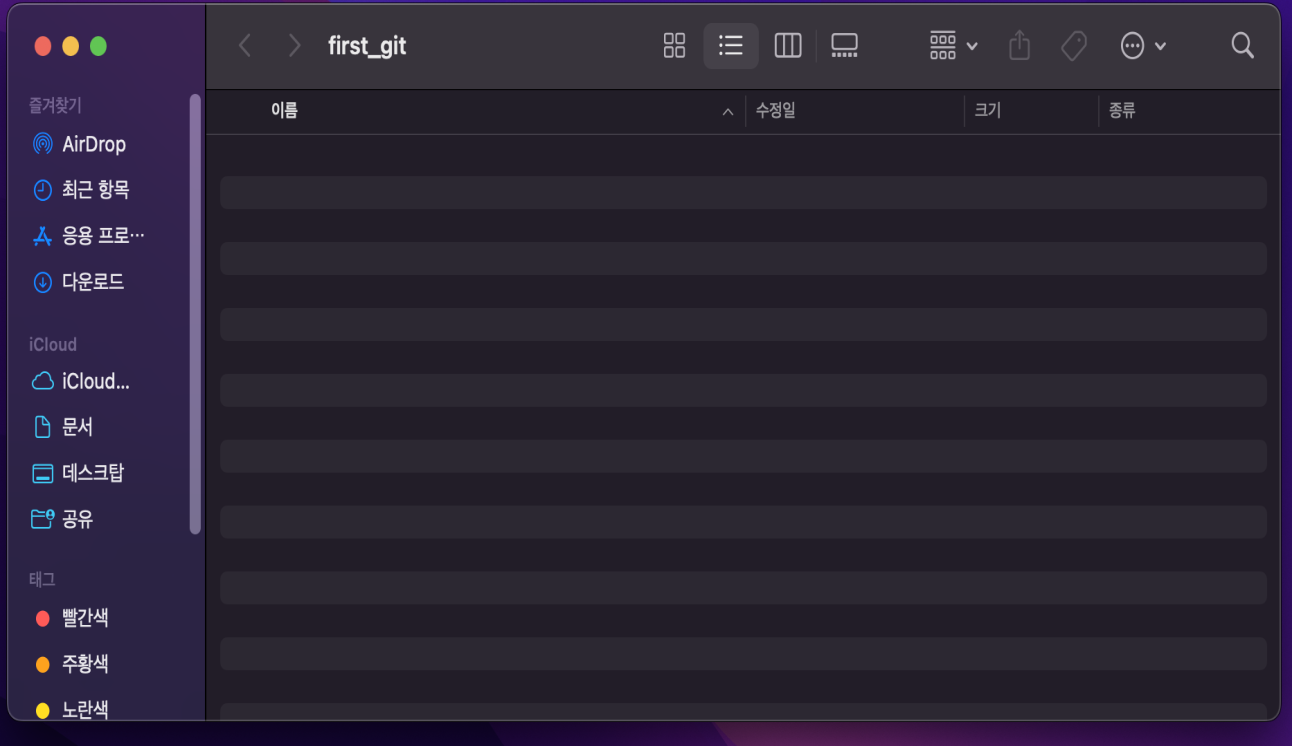 first_git
즐겨찾기
AirDrop
최근 항목
응용 프로…
다운로드
iCloud
iCloud...
문서
데스크탑
공유
태그
빨간색
주황색
노란색
이름 수정일 크기 종류